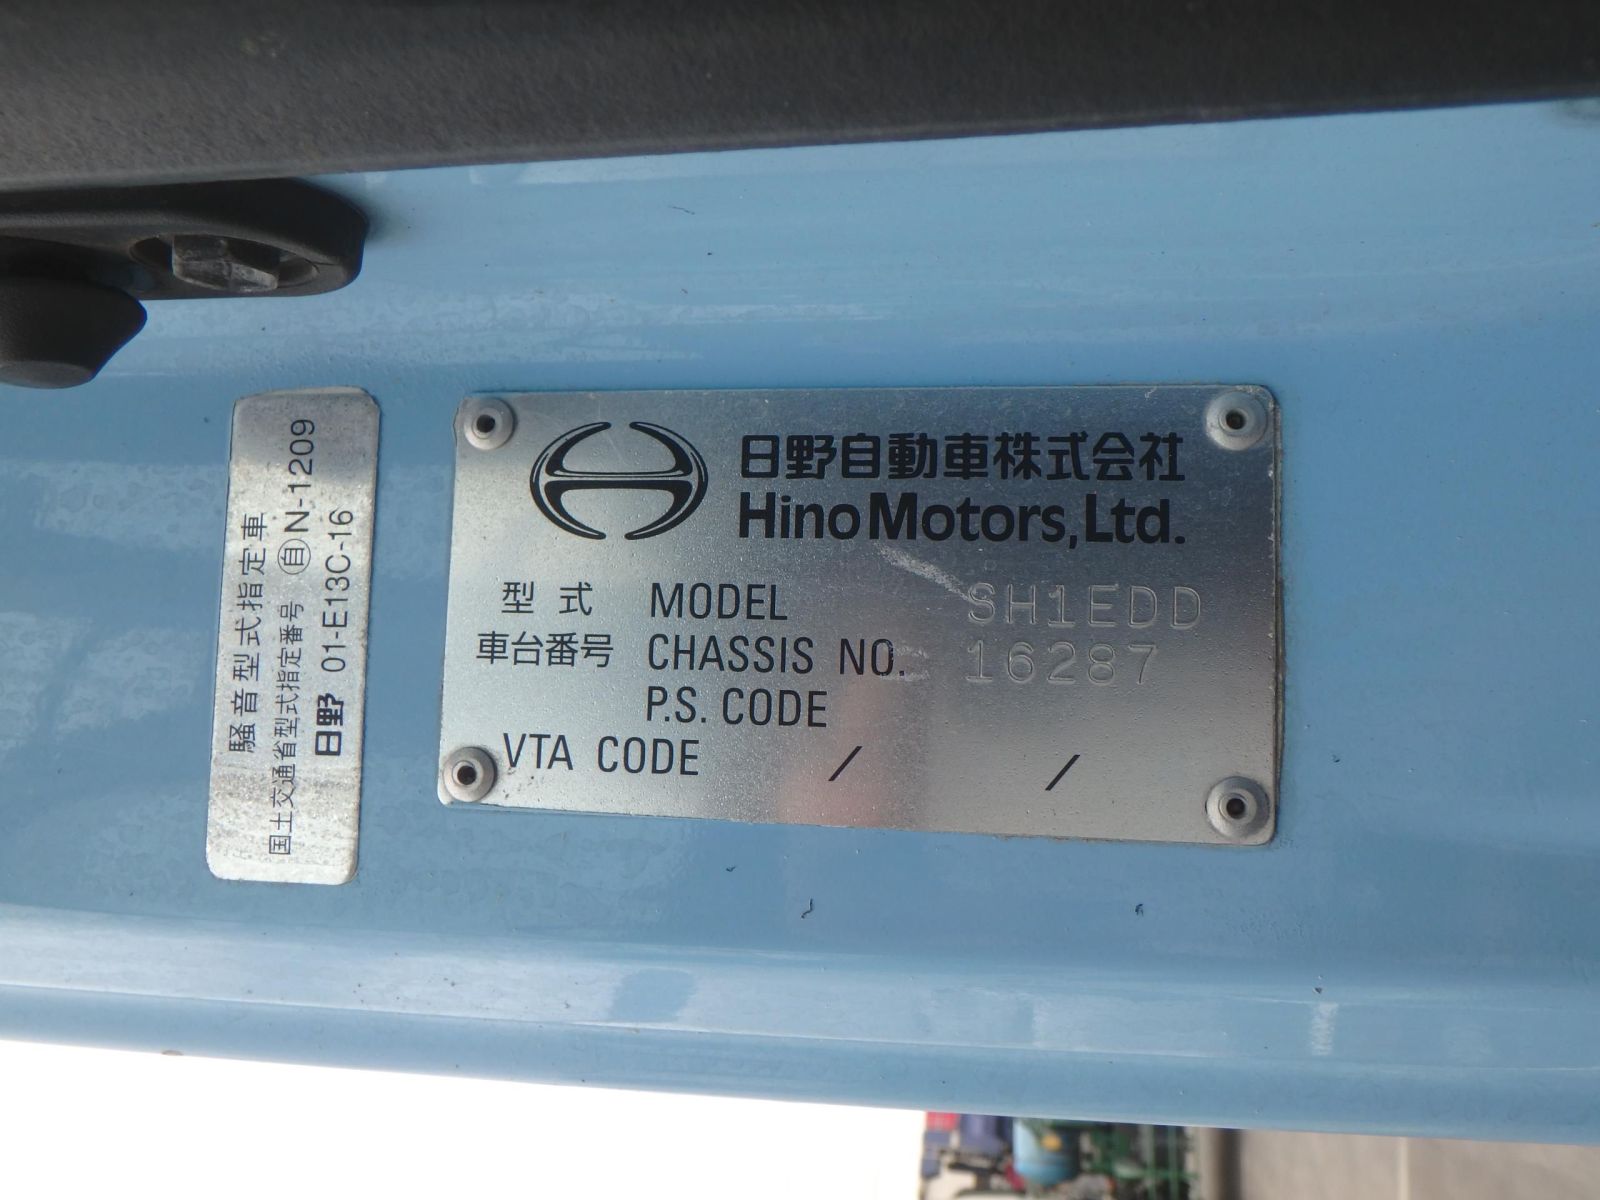 騒音型式指定車
国土交通省型式指定番号 ㊑N-1209
日野 01-E13C-16
日野自動車株式会社
Hino Motors, Ltd.
型式 MODEL SH1EDD
車台番号 CHASSIS NO. 16287
P.S. CODE
VTA CODE / /